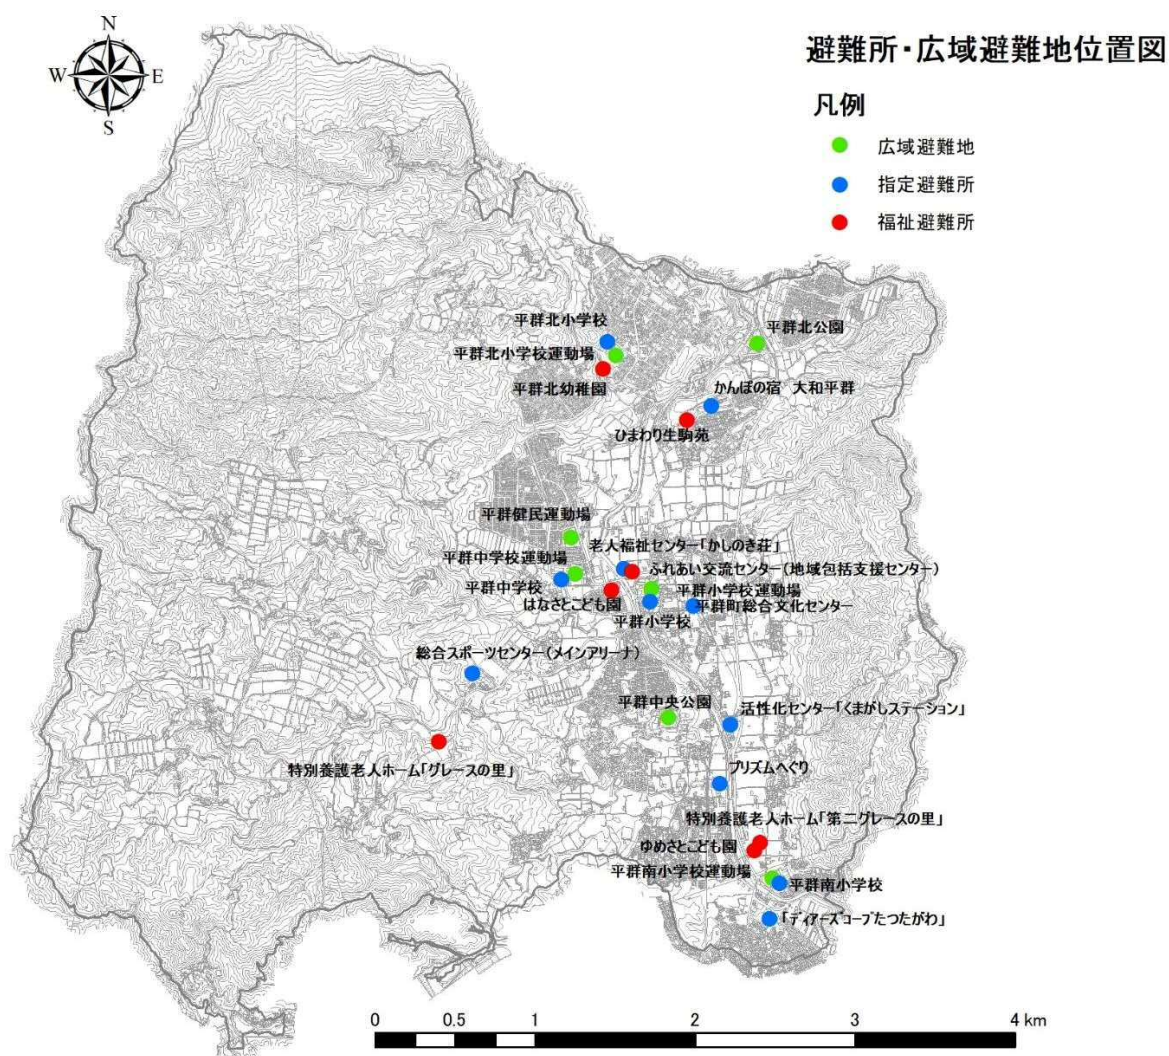 N
W
E
S
避難所・広域避難地位置図
凡例
広域避難地
指定避難所
福祉避難所
平群北小学校
平群北公園
平群北小学校運動場
平群北幼稚園
かんぽの宿　大和平群
ひまわり生駒苑
平群健民運動場
老人福祉センター「かしのき荘」
平群中学校運動場
ふれあい交流センター(地域包括支援センター)
平群中学校
平群小学校運動場
はなさとこども園
平群町総合文化センター
平群小学校
総合スポーツセンター(メインアリーナ)
平群中央公園
活性化センター「くまがしステーション」
特別養護老人ホーム「グレースの里」
プリズムへぐり
特別養護老人ホーム「第二グレースの里」
ゆめさとこども園
平群南小学校運動場
平群南小学校
「ディアーズコープたつたがわ」
0 0.5 1 2 3 4 km